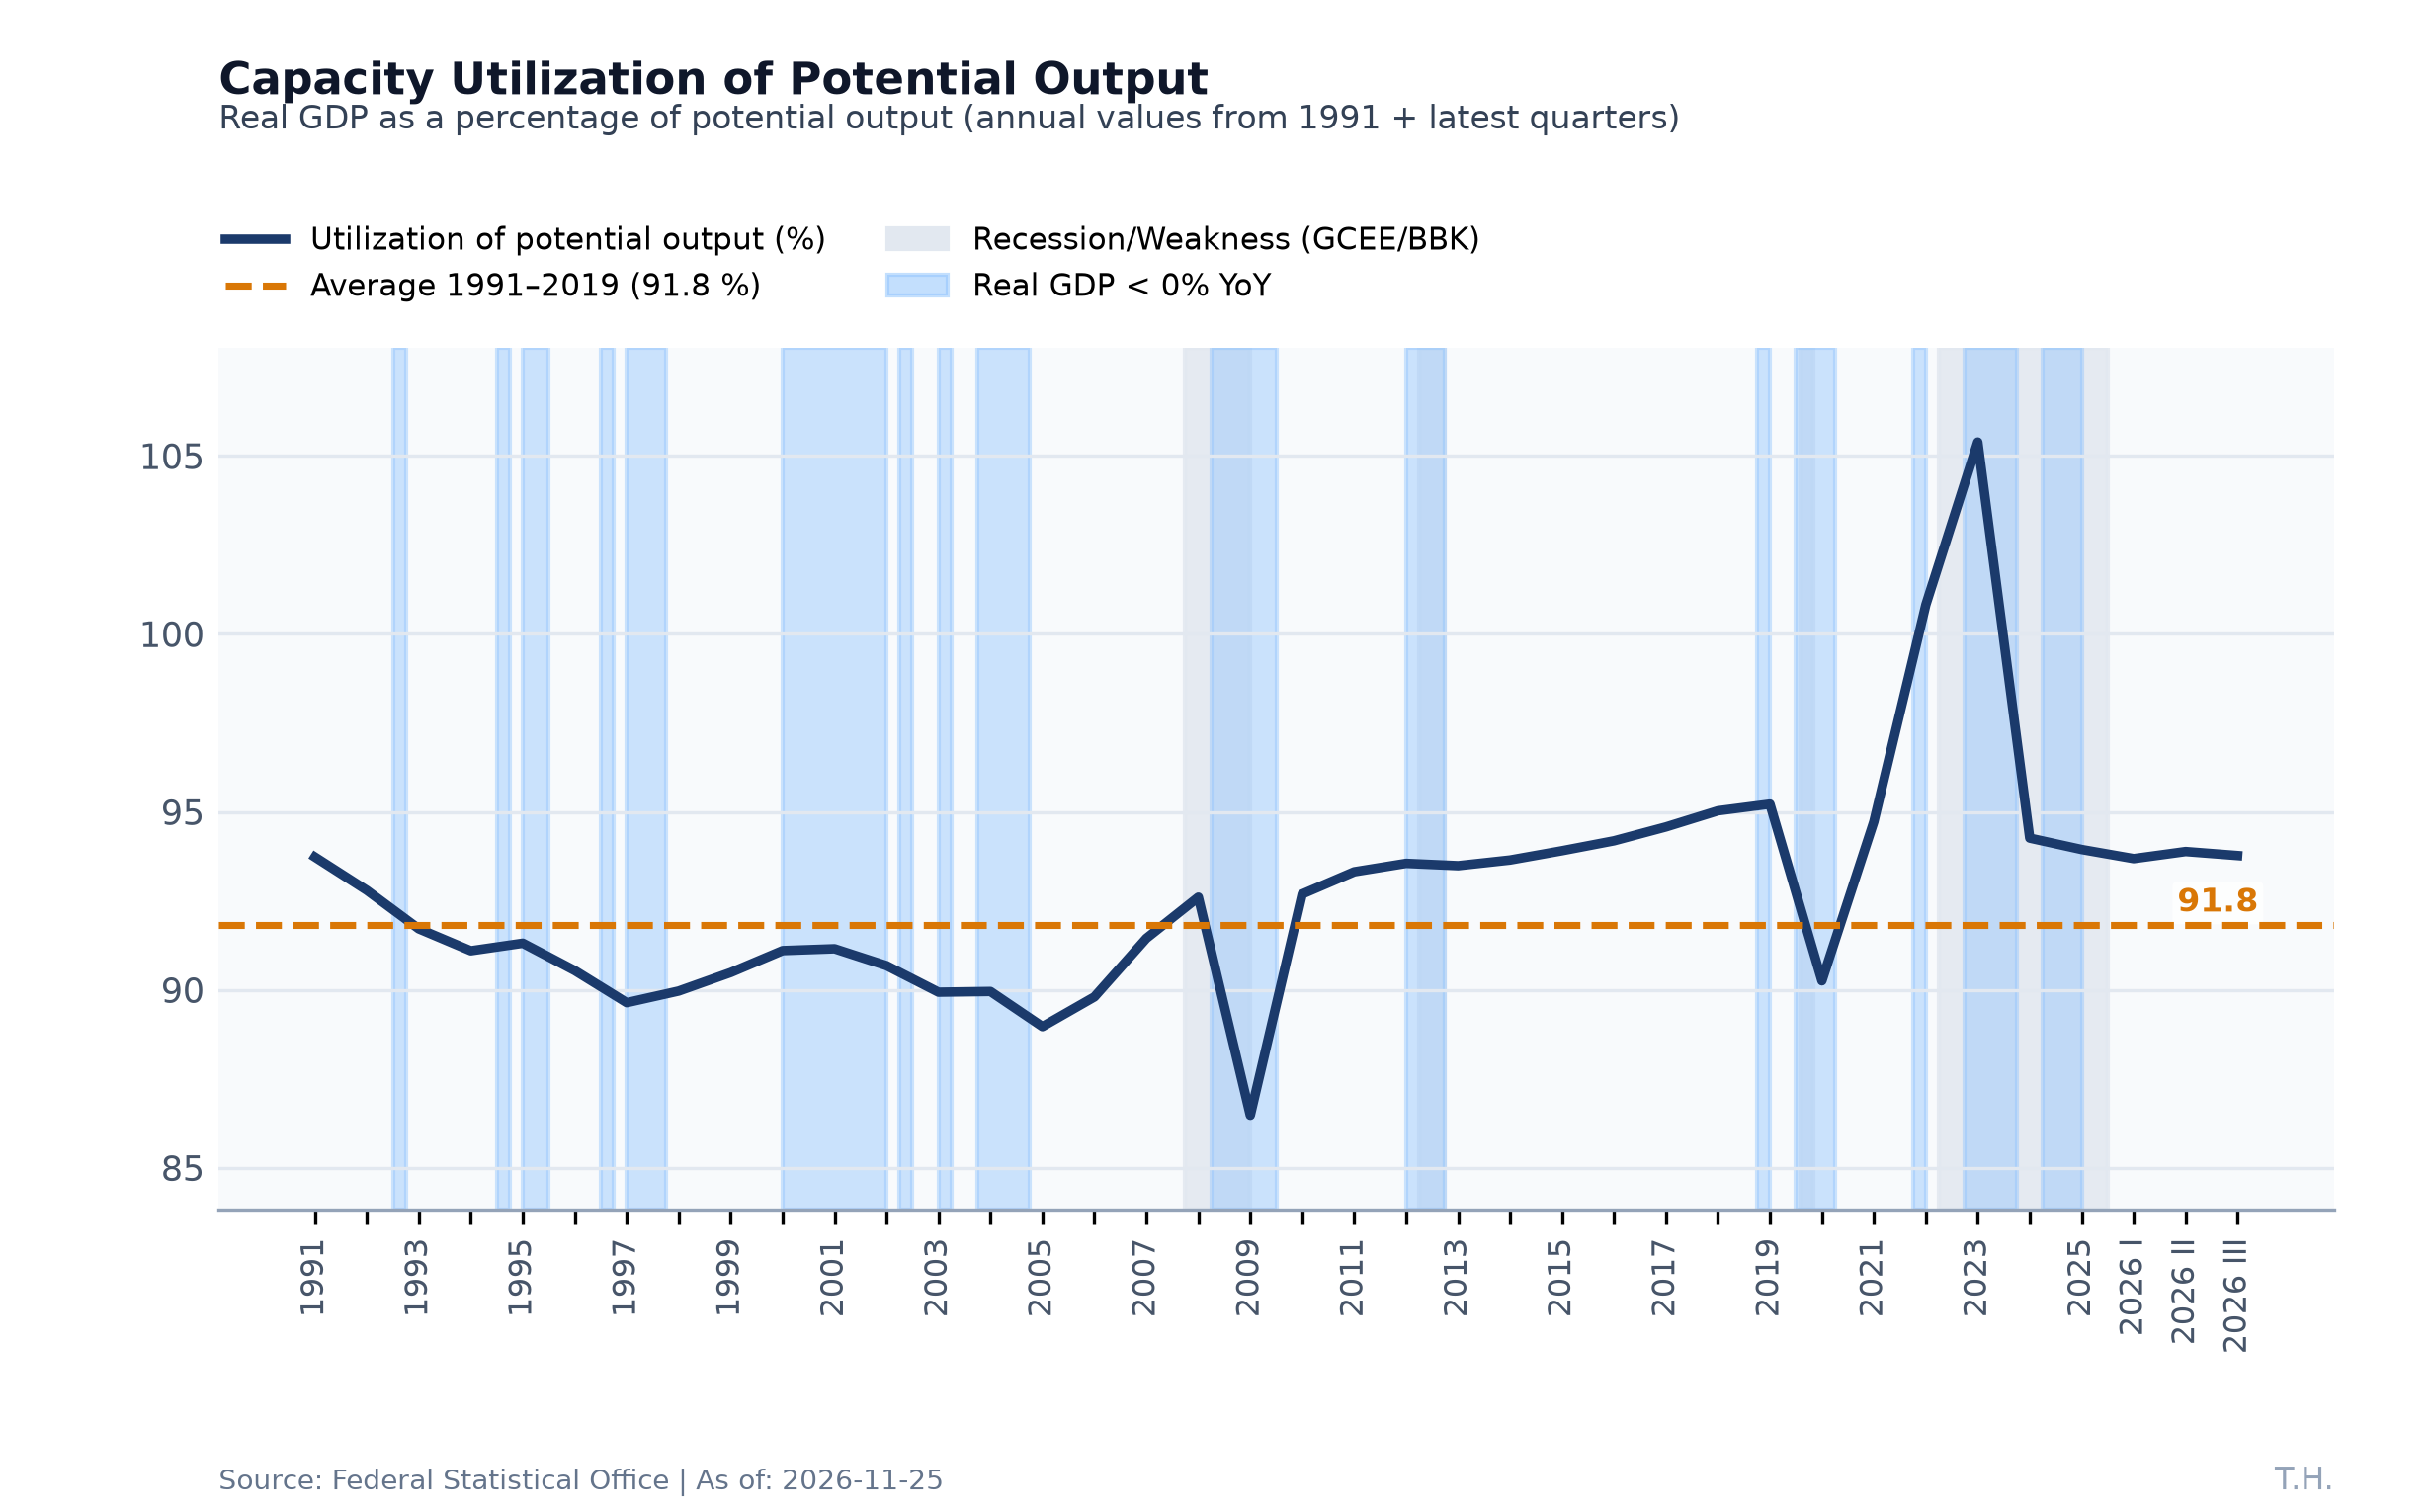 Capacity Utilization of Potential Output
Real GDP as a percentage of potential output (annual values from 1991 + latest quarters)
Utilization of potential output (%)
Average 1991–2019 (91.8 %)
Recession/Weakness (GCEE/BBK)
Real GDP < 0% YoY
105
100
95
90
85
91.8
1991
1993
1995
1997
1999
2001
2003
2005
2007
2009
2011
2013
2015
2017
2019
2021
2023
2025
2026 I
2026 II
2026 III
Source: Federal Statistical Office | As of: 2026-11-25
T.H.